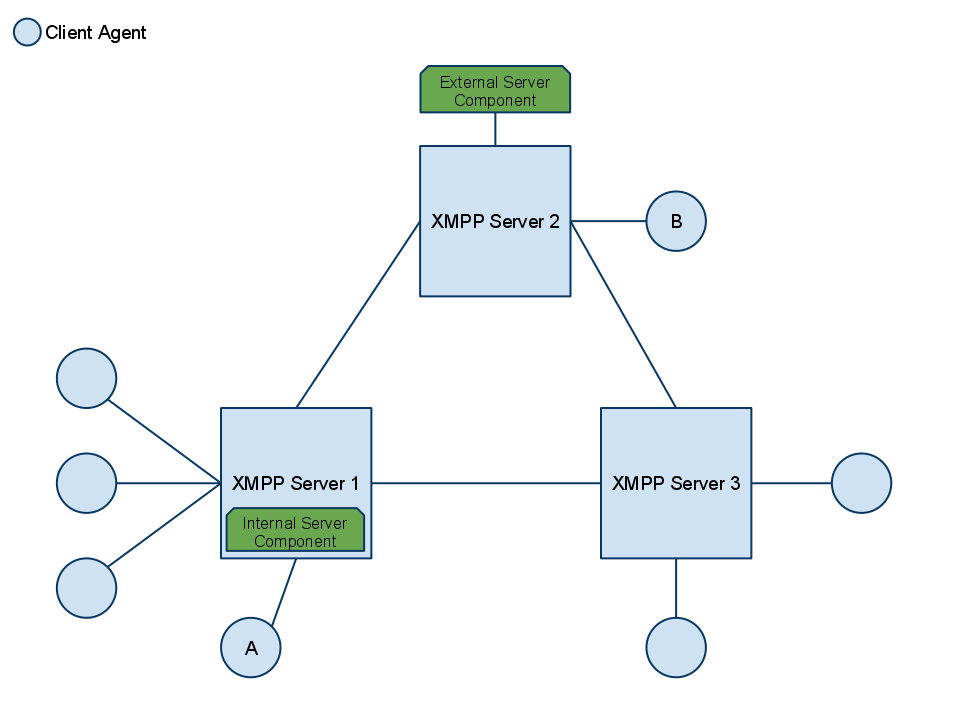 Client Agent
External Server
Component
XMPP Server 2
B
XMPP Server 1
Internal Server
Component
XMPP Server 3
A